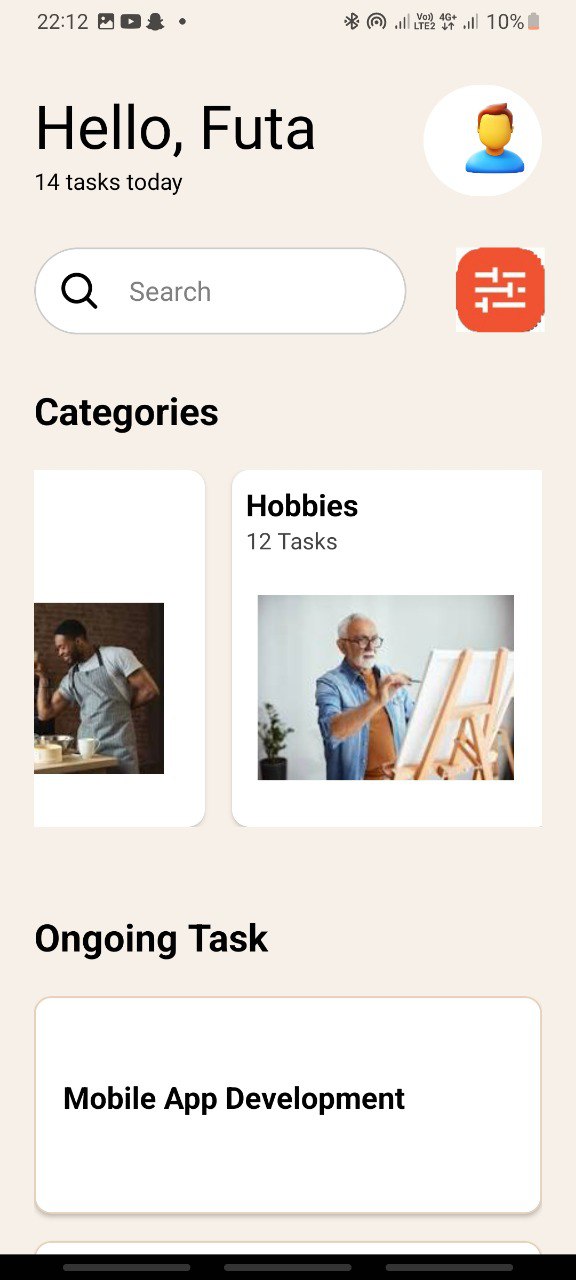 22:12
Vo)) 4G+
LTE2
10%
Hello, Futa
14 tasks today
Search
Categories
Hobbies
12 Tasks
Ongoing Task
Mobile App Development